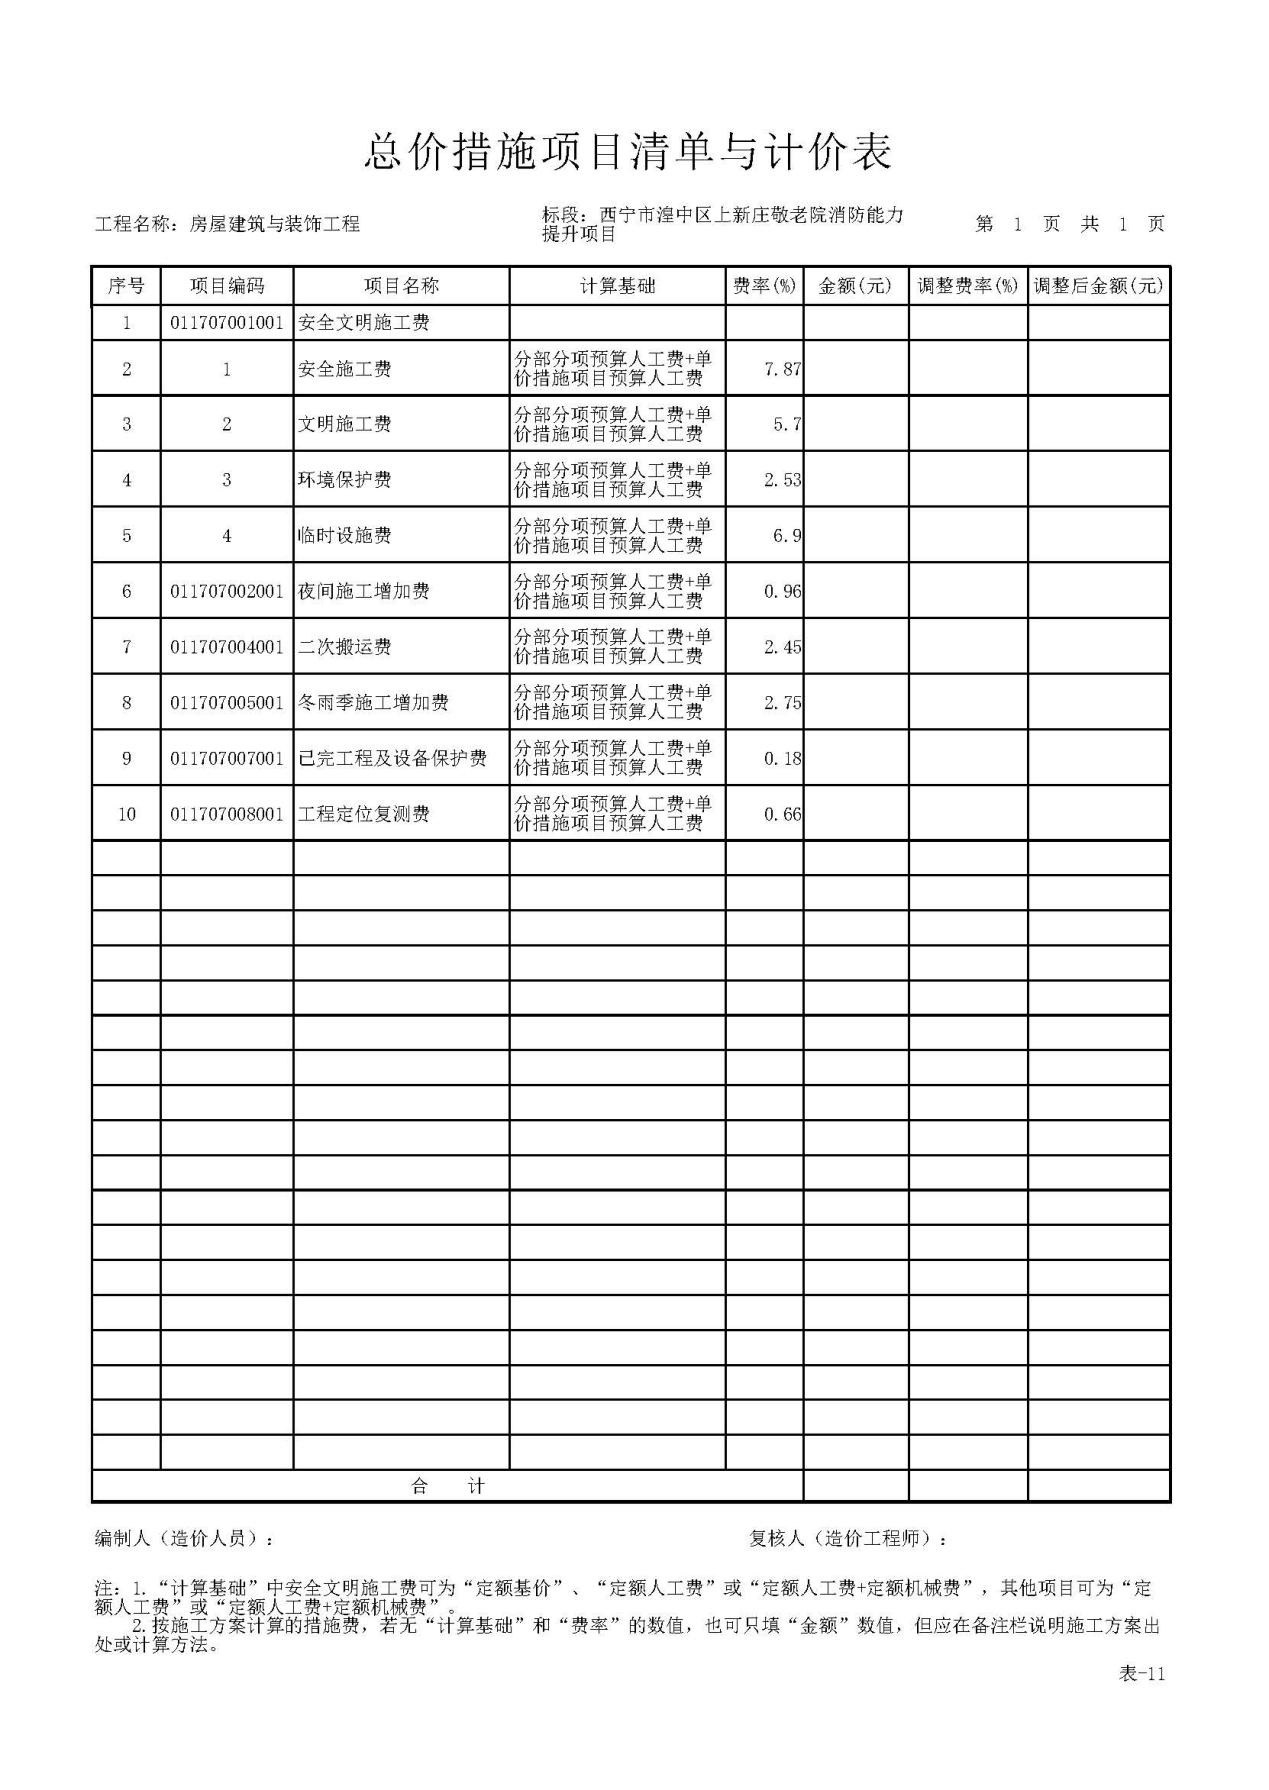 总价措施项目清单与计价表
工程名称：房屋建筑与装饰工程
标段：西宁市湟中区上新庄敬老院消防能力
提升项目
第 1 页 共 1 页
序号 项目编码 项目名称 计算基础 费率(%) 金额(元) 调整费率(%) 调整后金额(元)
1 011707001001 安全文明施工费
2 1 安全施工费 分部分项预算人工费+单
价措施项目预算人工费 7.87
3 2 文明施工费 分部分项预算人工费+单
价措施项目预算人工费 5.7
4 3 环境保护费 分部分项预算人工费+单
价措施项目预算人工费 2.53
5 4 临时设施费 分部分项预算人工费+单
价措施项目预算人工费 6.9
6 011707002001 夜间施工增加费 分部分项预算人工费+单
价措施项目预算人工费 0.96
7 011707004001 二次搬运费 分部分项预算人工费+单
价措施项目预算人工费 2.45
8 011707005001 冬雨季施工增加费 分部分项预算人工费+单
价措施项目预算人工费 2.75
9 011707007001 已完工程及设备保护费 分部分项预算人工费+单
价措施项目预算人工费 0.18
10 011707008001 工程定位复测费 分部分项预算人工费+单
价措施项目预算人工费 0.66
合 计
编制人（造价人员）： 复核人（造价工程师）：
注：1.“计算基础”中安全文明施工费可为“定额基价”、“定额人工费”或“定额人工费+定额机械费”，其他项目可为“定
额人工费”或“定额人工费+定额机械费”。
2.按施工方案计算的措施费，若无“计算基础”和“费率”的数值，也可只填“金额”数值，但应在备注栏说明施工方案出
处或计算方法。
表-11